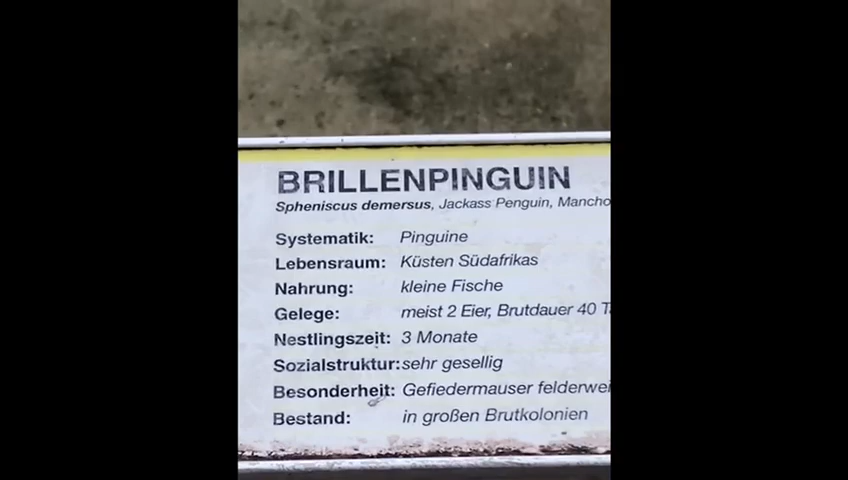 BRILLENPINGUIN
Spheniscus demersus, Jackass Penguin, Mancho
Systematik: Pinguine
Lebensraum: Küsten Südafrikas
Nahrung: kleine Fische
Gelege: meist 2 Eier, Brutdauer 40 T
Nestlingszeit: 3 Monate
Sozialstruktur: sehr gesellig
Besonderheit: Gefiedermauser felderwei
Bestand: in großen Brutkolonien